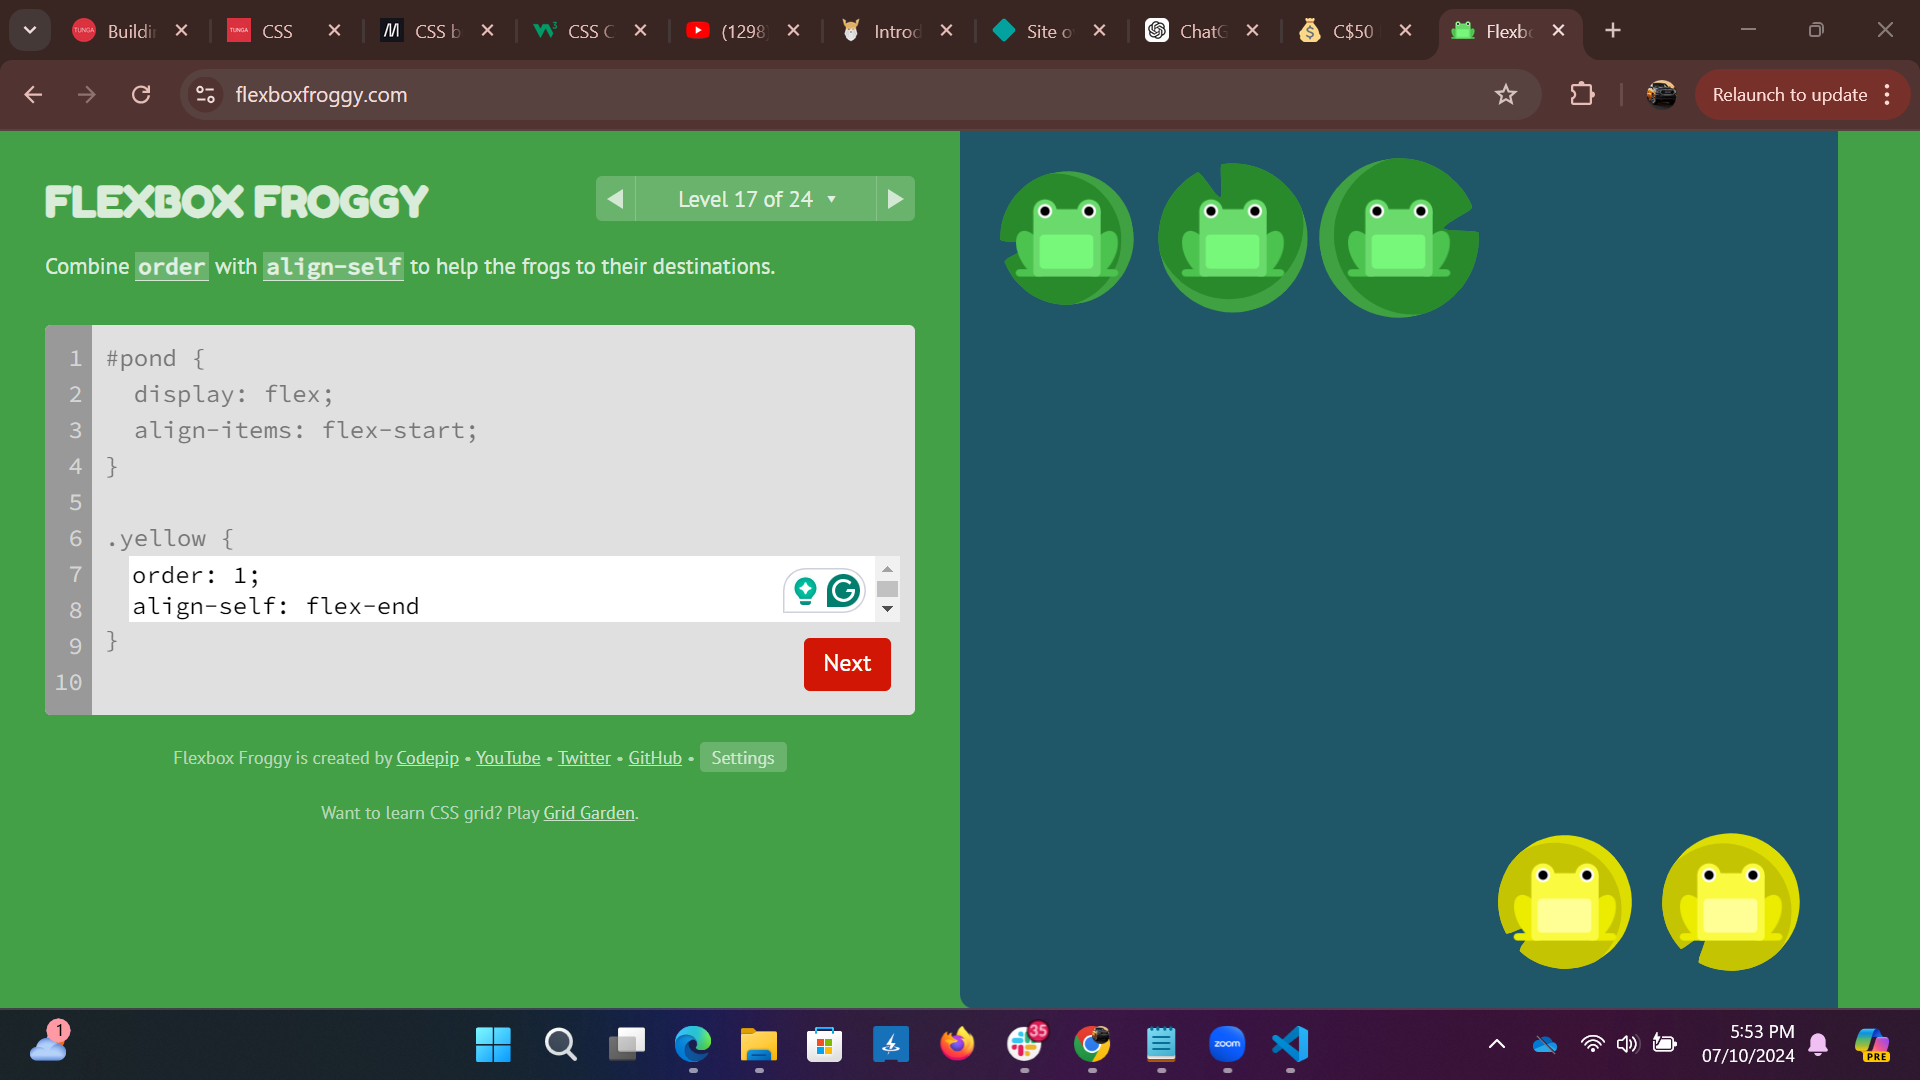 Buildin
CSS
CSS b
CSS C
(1298)
Introd
Site o
ChatG
C$50
Flexbo
flexboxfroggy.com
Relaunch to update
FLEXBOX FROGGY
Level 17 of 24
Combine order with align-self to help the frogs to their destinations.
1 #pond {
2 display: flex;
3 align-items: flex-start;
4 }
5
6 .yellow {
7 order: 1;
8 align-self: flex-end
9 }
10
Next
Flexbox Froggy is created by Codepip • YouTube • Twitter • GitHub • Settings
Want to learn CSS grid? Play Grid Garden.
1
35
zoom
5:53 PM
07/10/2024
PRE